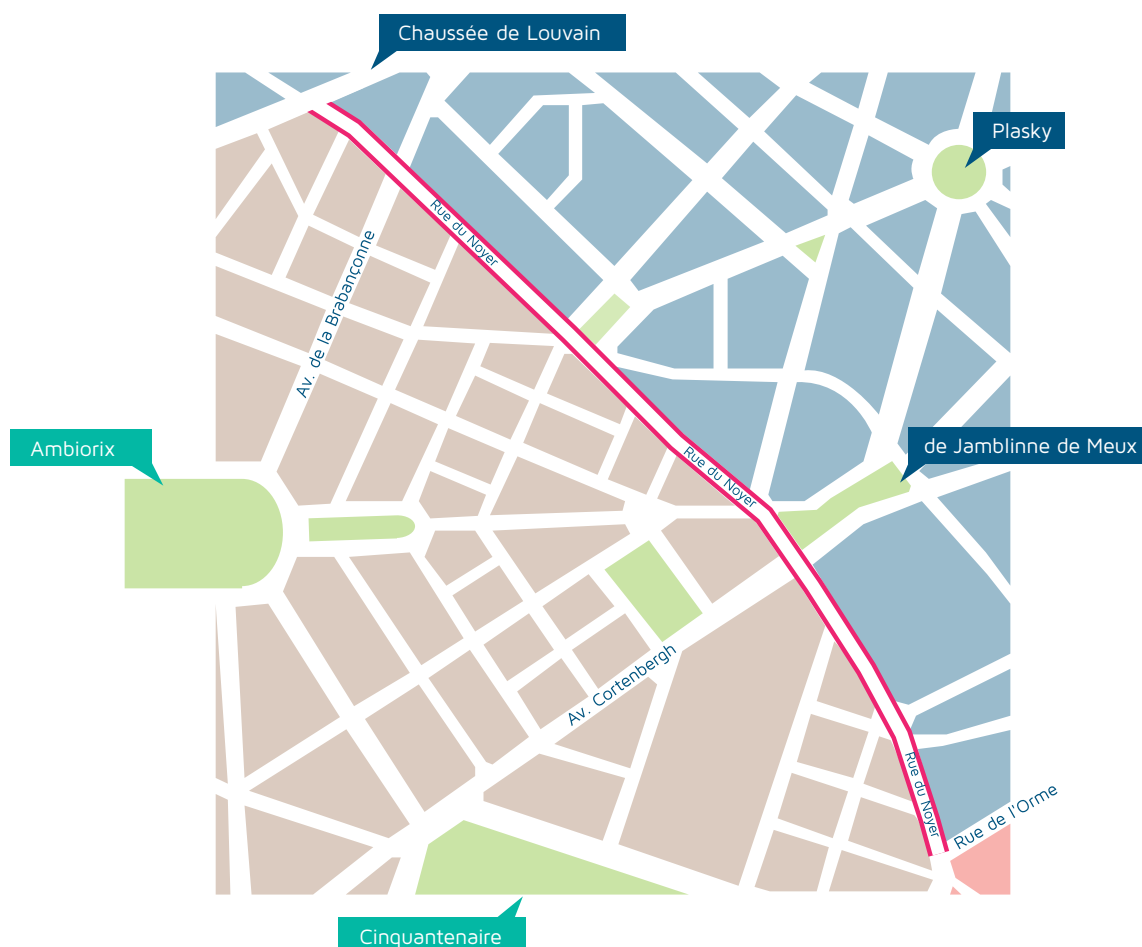 Chaussée de Louvain
Plasky
Rue du Noyer
Av. de la Brabançonne
Ambiorix
de Jamblinne de Meux
Rue du Noyer
Av. Cortenbergh
Rue du Noyer
Rue de l'Orme
Cinquantenaire